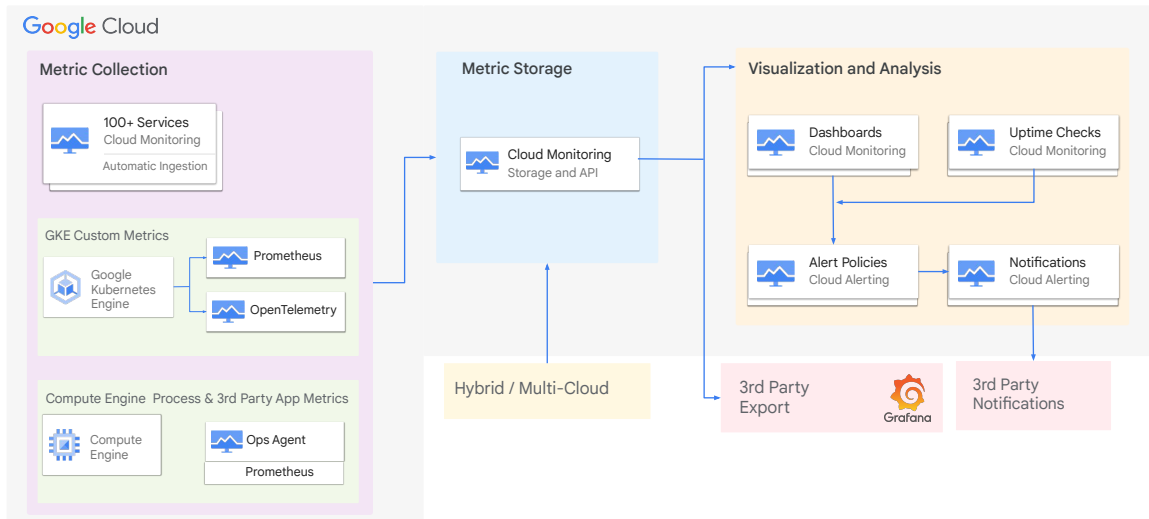 Google Cloud
Metric Collection
100+ Services
Cloud Monitoring
Automatic Ingestion
GKE Custom Metrics
Google
Kubernetes
Engine
Prometheus
OpenTelemetry
Compute Engine Process & 3rd Party App Metrics
Compute
Engine
Ops Agent
Prometheus
Metric Storage
Cloud Monitoring
Storage and API
Hybrid / Multi-Cloud
Visualization and Analysis
Dashboards
Cloud Monitoring
Uptime Checks
Cloud Monitoring
Alert Policies
Cloud Alerting
Notifications
Cloud Alerting
3rd Party
Export
Grafana
3rd Party
Notifications